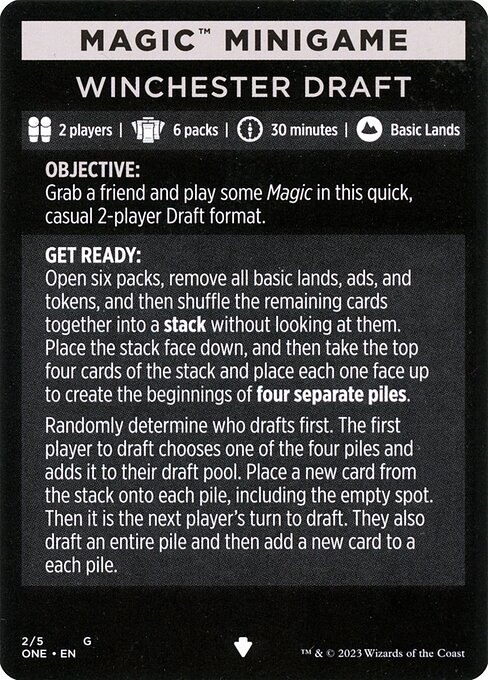 MAGIC™ MINIGAME
WINCHESTER DRAFT
2 players | 6 packs | 30 minutes | Basic Lands
OBJECTIVE:
Grab a friend and play some Magic in this quick,
casual 2-player Draft format.
GET READY:
Open six packs, remove all basic lands, ads, and
tokens, and then shuffle the remaining cards
together into a stack without looking at them.
Place the stack face down, and then take the top
four cards of the stack and place each one face up
to create the beginnings of four separate piles.
Randomly determine who drafts first. The first
player to draft chooses one of the four piles and
adds it to their draft pool. Place a new card from
the stack onto each pile, including the empty spot.
Then it is the next player's turn to draft. They also
draft an entire pile and then add a new card to a
each pile.
2/5 G
ONE • EN ™ & © 2023 Wizards of the Coast